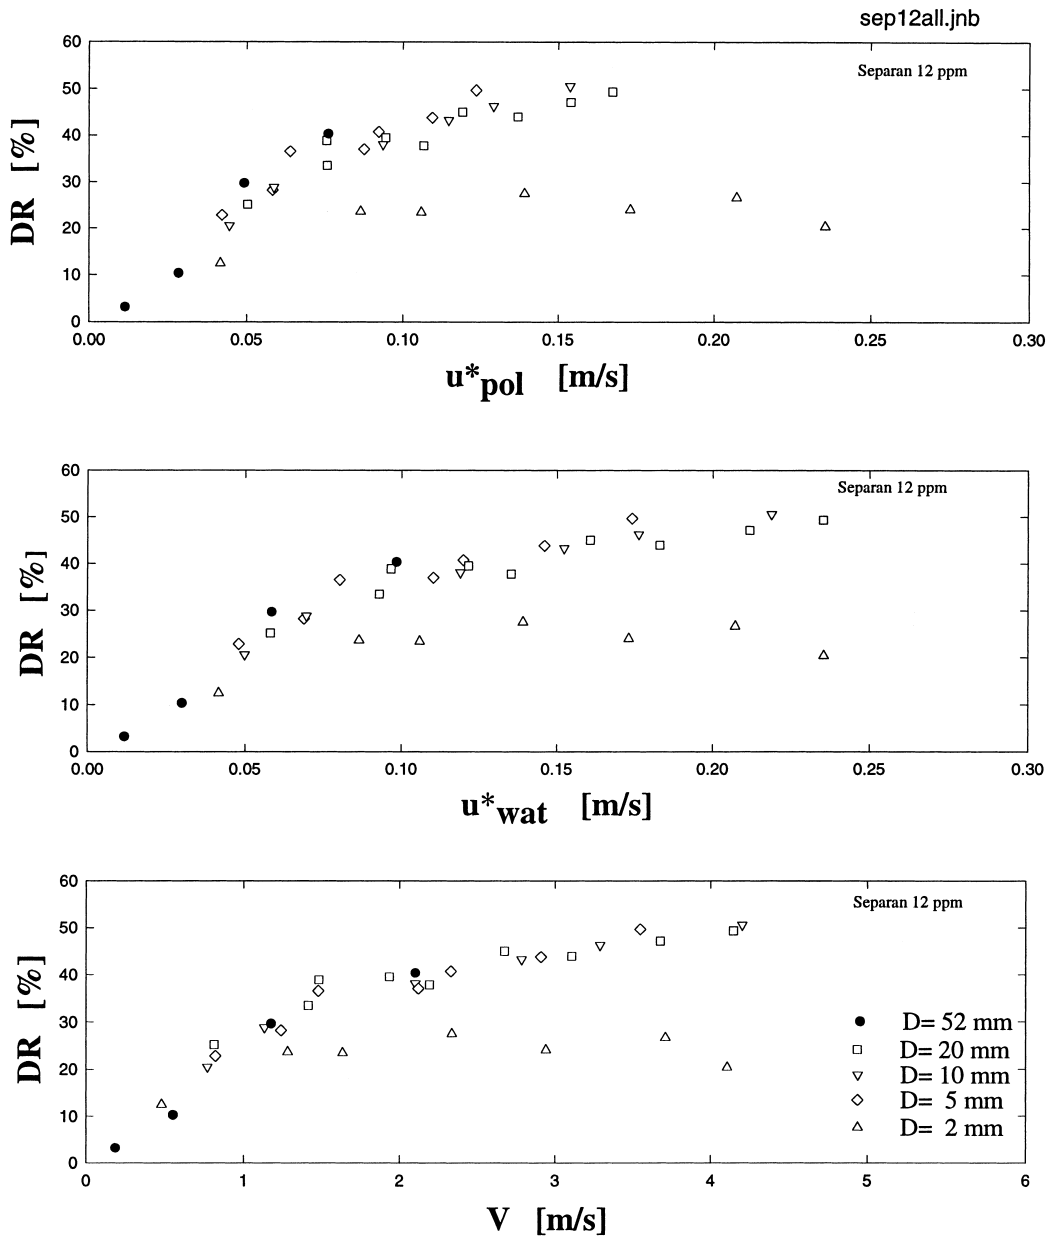 sep12all.jnb
60
Separan 12 ppm
50
40
30
20
10
0
DR [%]
0.00 0.05 0.10 0.15 0.20 0.25 0.30
u*pol [m/s]
60
Separan 12 ppm
50
40
30
20
10
0
DR [%]
0.00 0.05 0.10 0.15 0.20 0.25 0.30
u*wat [m/s]
60
Separan 12 ppm
50
40
30
20
10
0
DR [%]
D= 52 mm
D= 20 mm
D= 10 mm
D= 5 mm
D= 2 mm
0 1 2 3 4 5 6
V [m/s]